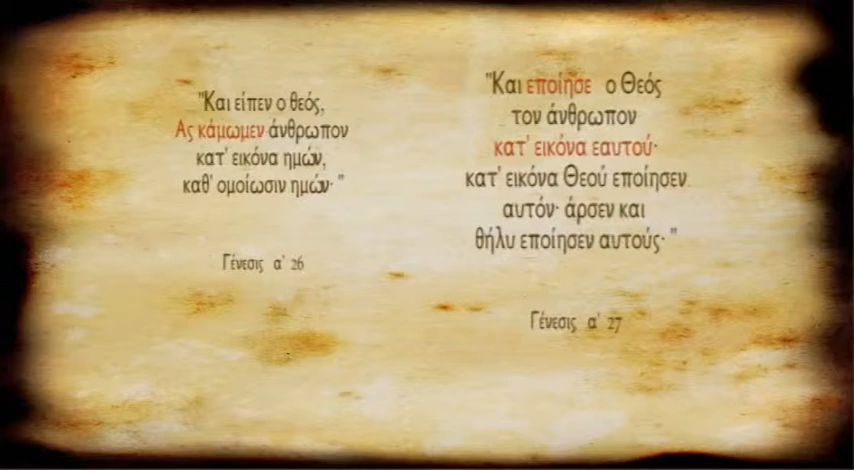 "Και είπεν ο θεός,
Ας κάμωμεν άνθρωπον
κατ' εικόνα ημών,
καθ' ομοίωσιν ημών· "
Γένεσις α' 26
"Και εποίησε ο Θεός
τον άνθρωπον
κατ' εικόνα εαυτού·
κατ' εικόνα Θεού εποίησεν
αυτόν· άρσεν και
θήλυ εποίησεν αυτούς· "
Γένεσις α' 27